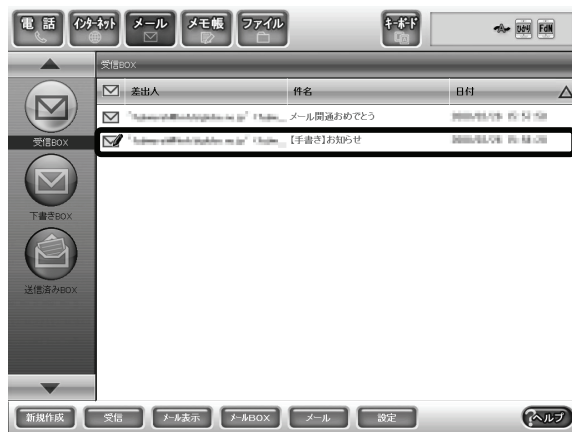 電 話 インターネット メール メモ帳 ファイル キーボード ひかり FdN
受信BOX
差出人 件名 日付
メール開通おめでとう
【手書き】お知らせ
受信BOX
下書きBOX
送信済みBOX
新規作成 受信 メール表示 メールBOX メール 設定 ?ヘルプ